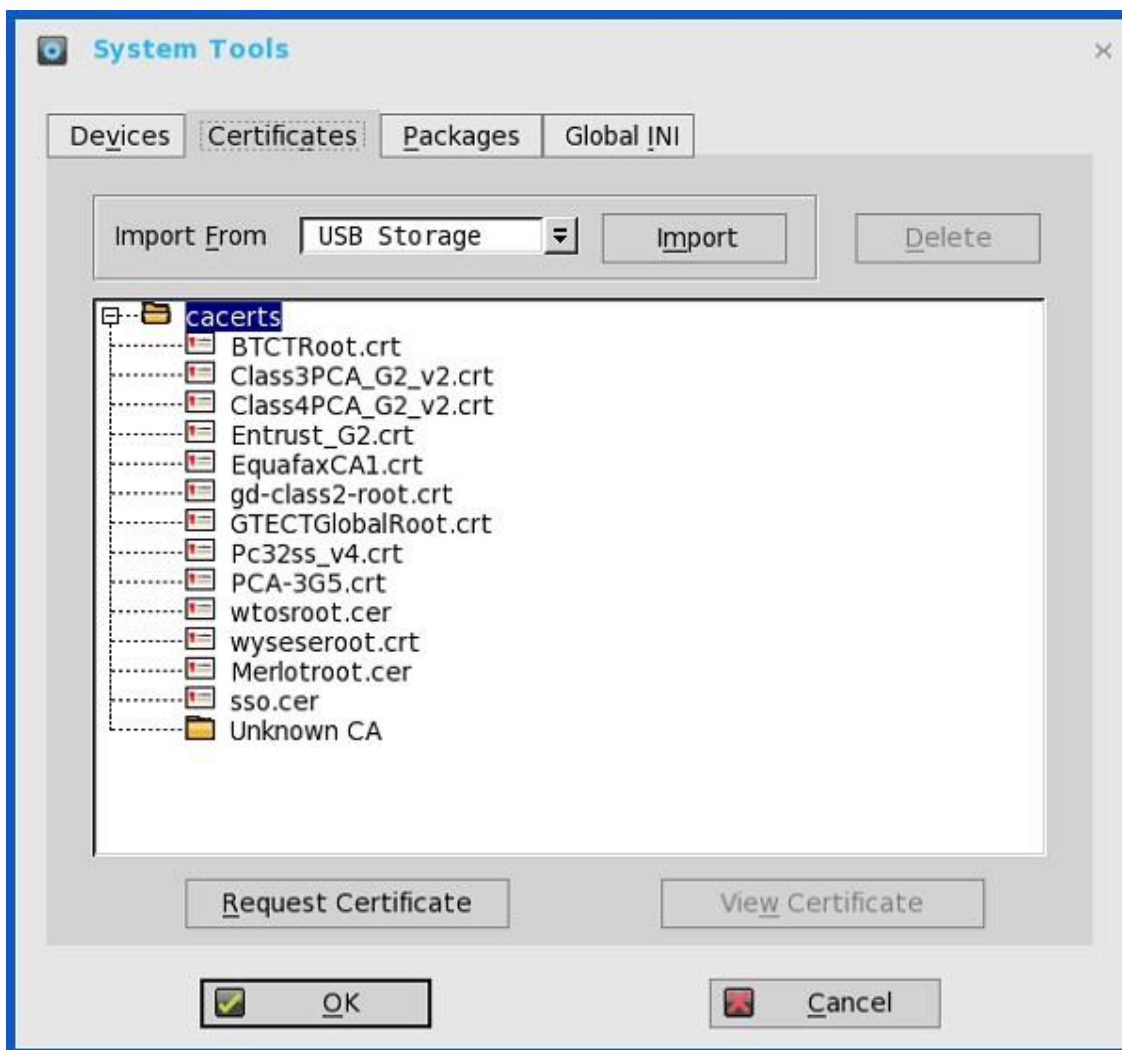 System Tools
Devices Certificates Packages Global INI
Import From USB Storage Import Delete
cacerts
BTCTRoot.crt
Class3PCA_G2_v2.crt
Class4PCA_G2_v2.crt
Entrust_G2.crt
EquafaxCA1.crt
gd-class2-root.crt
GTECTGlobalRoot.crt
Pc32ss_v4.crt
PCA-3G5.crt
wtosroot.cer
wyseseroot.crt
Merlotroot.cer
sso.cer
Unknown CA
Request Certificate View Certificate
OK Cancel